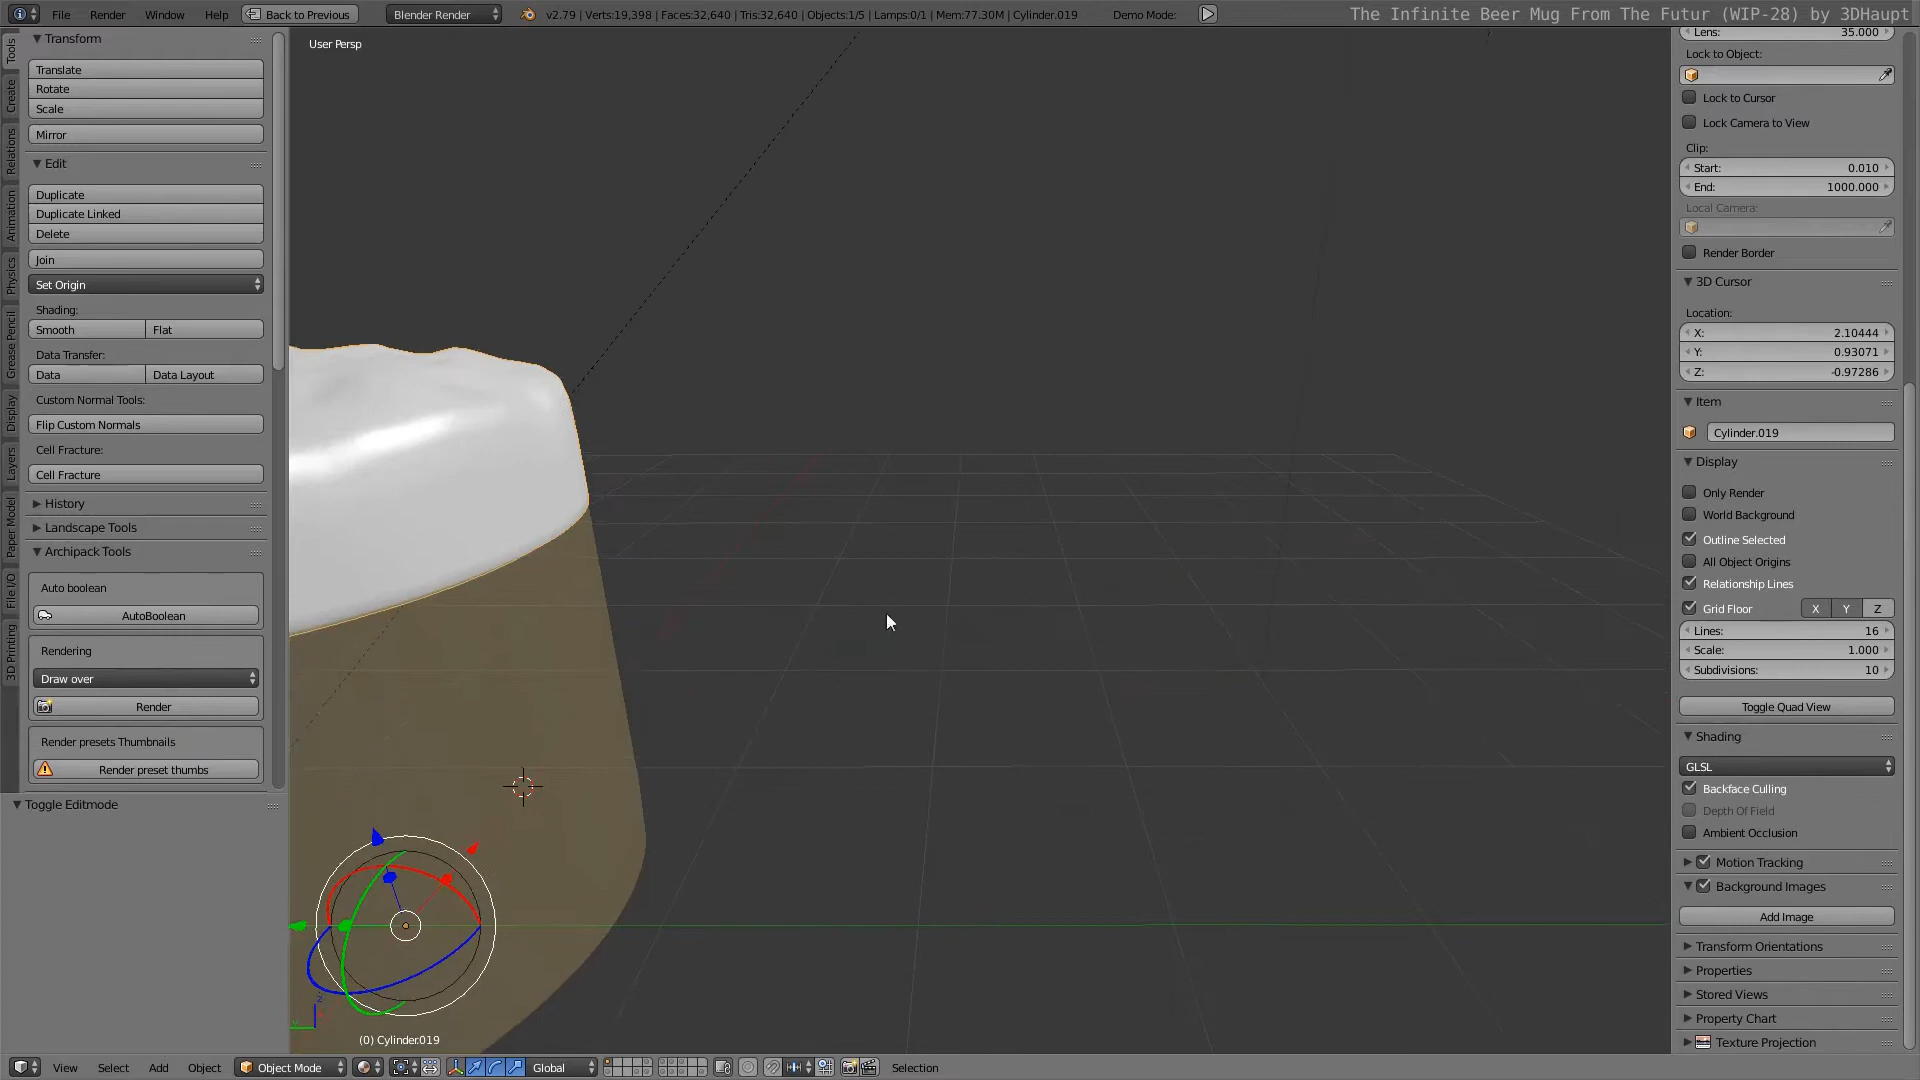 File Render Window Help Back to Previous Blender Render v2.79 | Verts:19,398 | Faces:32,640 | Tris:32,640 | Objects:1/5 | Lamps:0/1 | Mem:77.30M | Cylinder.019 Demo Mode: The Infinite Beer Mug From The Futur (WIP-28) by 3DHaupt
Tools
Create
Relations
Animation
Physics
Grease Pencil
Display
Layers
Paper Model
File I/O
3D Printing
Transform
Translate
Rotate
Scale
Mirror
Edit
Duplicate
Duplicate Linked
Delete
Join
Set Origin
Shading:
Smooth Flat
Data Transfer:
Data Data Layout
Custom Normal Tools:
Flip Custom Normals
Cell Fracture:
Cell Fracture
History
Landscape Tools
Archipack Tools
Auto boolean
AutoBoolean
Rendering
Draw over
Render
Render presets Thumbnails
Render preset thumbs
Toggle Editmode
User Persp
(0) Cylinder.019
Lens: 35.000
Lock to Object:
Lock to Cursor
Lock Camera to View
Clip:
Start: 0.010
End: 1000.000
Local Camera:
Render Border
3D Cursor
Location:
X: 2.10444
Y: 0.93071
Z: -0.97286
Item
Cylinder.019
Display
Only Render
World Background
Outline Selected
All Object Origins
Relationship Lines
Grid Floor X Y Z
Lines: 16
Scale: 1.000
Subdivisions: 10
Toggle Quad View
Shading
GLSL
Backface Culling
Depth Of Field
Ambient Occlusion
Motion Tracking
Background Images
Add Image
Transform Orientations
Properties
Stored Views
Property Chart
Texture Projection
View Select Add Object Object Mode Global Selection